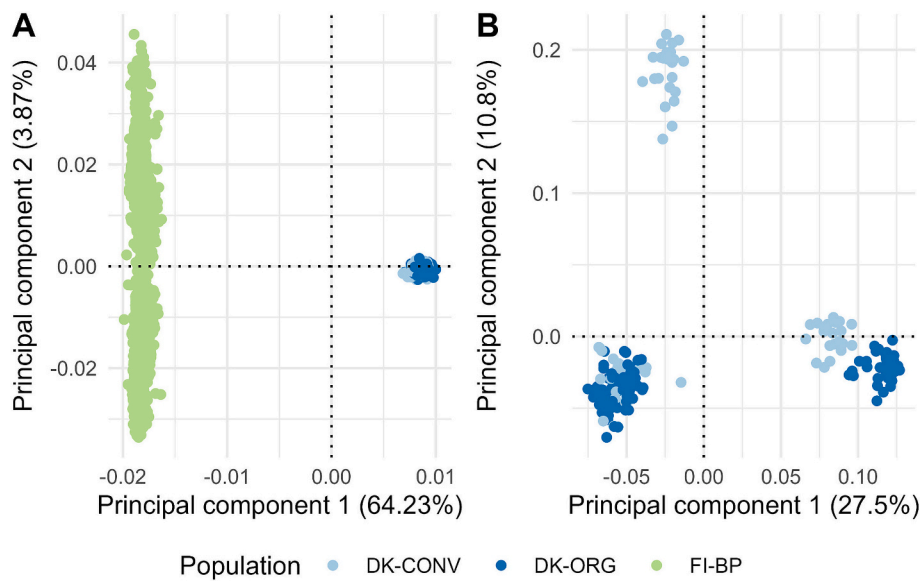 A
Principal component 2 (3.87%)
0.04
0.02
0.00
-0.02
-0.02
-0.01
0.00
0.01
Principal component 1 (64.23%)
B
Principal component 2 (10.8%)
0.2
0.1
0.0
-0.05
0.00
0.05
0.10
Principal component 1 (27.5%)
Population DK-CONV DK-ORG FI-BP